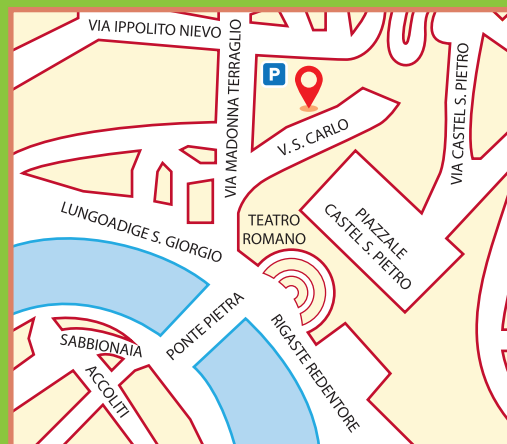 VIA IPPOLITO NIEVO
VIA MADONNA TERRAGLIO
P
VIA CASTEL S. PIETRO
V. S. CARLO
LUNGOADIGE S. GIORGIO
TEATRO
ROMANO
PIAZZALE
CASTEL S. PIETRO
PONTE PIETRA
RIGASTE REDENTORE
SABBIONAIA
ACCOLITI